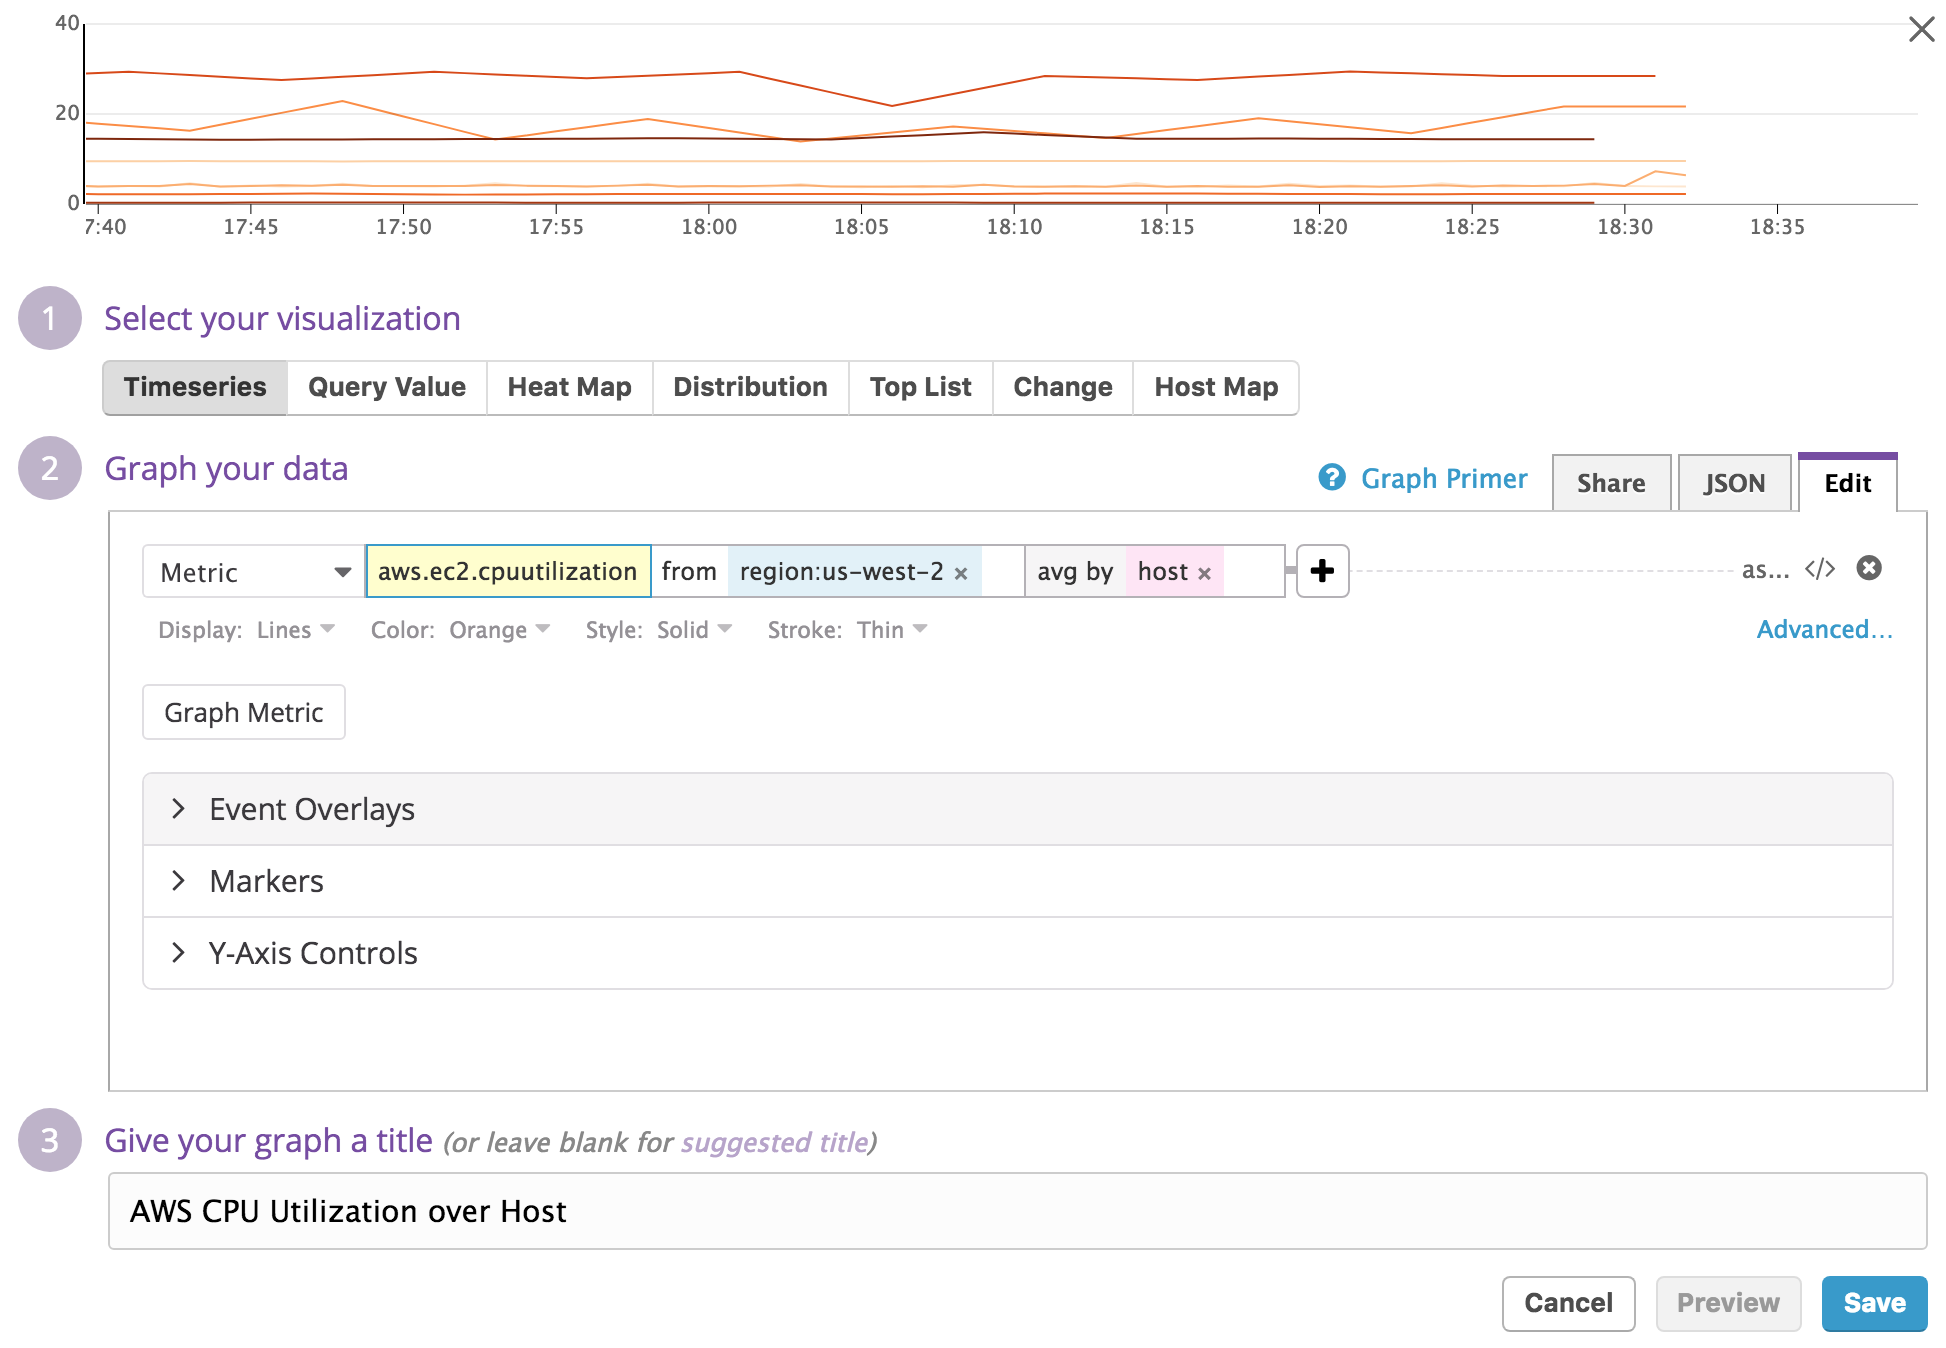 40
20
0
7:40 17:45 17:50 17:55 18:00 18:05 18:10 18:15 18:20 18:25 18:30 18:35
1 Select your visualization
Timeseries Query Value Heat Map Distribution Top List Change Host Map
2 Graph your data
? Graph Primer Share JSON Edit
Metric aws.ec2.cpuutilization from region:us-west-2 × avg by host × + as... </>
Display: Lines Color: Orange Style: Solid Stroke: Thin Advanced...
Graph Metric
Event Overlays
Markers
Y-Axis Controls
3 Give your graph a title (or leave blank for suggested title)
AWS CPU Utilization over Host
Cancel Preview Save